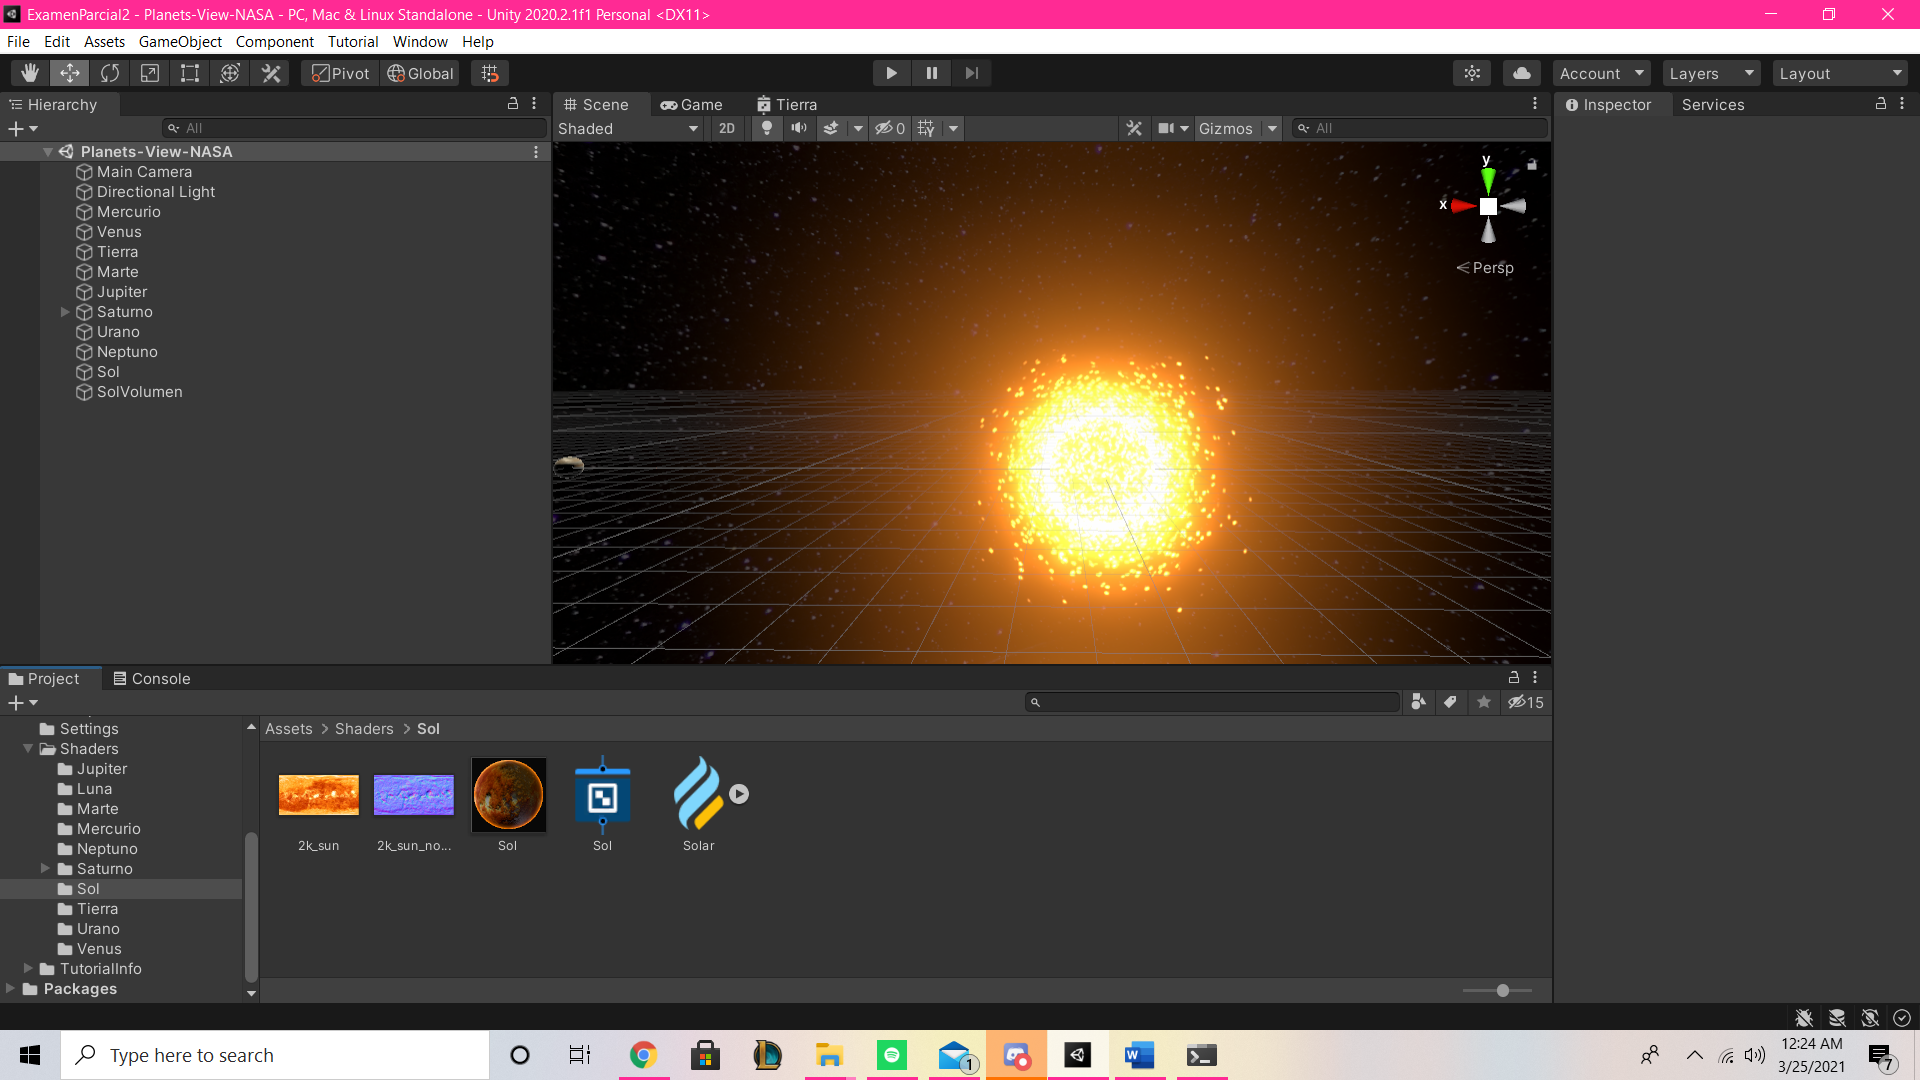 ExamenParcial2 - Planets-View-NASA - PC, Mac & Linux Standalone - Unity 2020.2.1f1 Personal <DX11>
File Edit Assets GameObject Component Tutorial Window Help
Pivot Global Account Layers Layout
Hierarchy
All
Planets-View-NASA
Main Camera
Directional Light
Mercurio
Venus
Tierra
Marte
Jupiter
Saturno
Urano
Neptuno
Sol
SolVolumen
Scene Game Tierra
Shaded 2D 0 Gizmos All
y
x
Persp
Inspector Services
Project Console
15
Settings
Shaders
Jupiter
Luna
Marte
Mercurio
Neptuno
Saturno
Sol
Tierra
Urano
Venus
TutorialInfo
Packages
Assets > Shaders > Sol
2k_sun 2k_sun_no... Sol Sol Solar
Type here to search
1
12:24 AM
3/25/2021
7